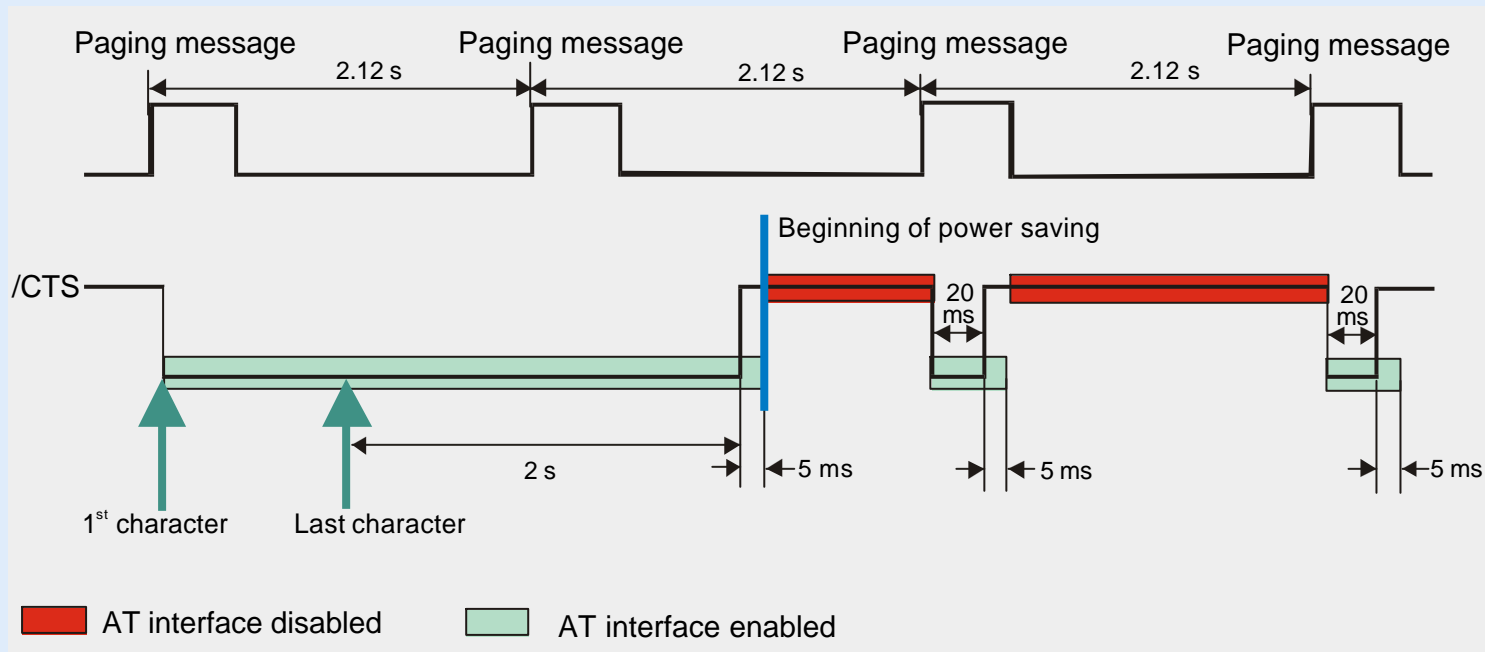 Paging message Paging message Paging message Paging message
2.12 s 2.12 s 2.12 s
Beginning of power saving
/CTS
20
ms
20
ms
2 s
5 ms
5 ms
5 ms
1st character
Last character
AT interface disabled
AT interface enabled